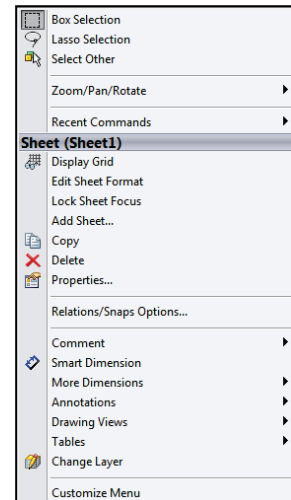 Box Selection
Lasso Selection
Select Other
Zoom/Pan/Rotate
Recent Commands
Sheet (Sheet1)
Display Grid
Edit Sheet Format
Lock Sheet Focus
Add Sheet...
Copy
Delete
Properties...
Relations/Snaps Options...
Comment
Smart Dimension
More Dimensions
Annotations
Drawing Views
Tables
Change Layer
Customize Menu